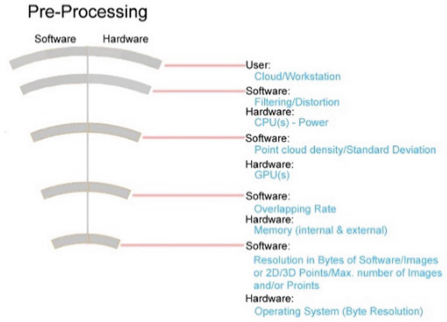 Pre-Processing
Software
Hardware
User:
Cloud/Workstation
Software:
Filtering/Distortion
Hardware:
CPU(s) - Power
Software:
Point cloud density/Standard Deviation
Hardware:
GPU(s)
Software:
Overlapping Rate
Hardware:
Memory (internal & external)
Software:
Resolution in Bytes of Software/Images
or 2D/3D Points/Max. number of Images
and/or Proints
Hardware:
Operating System (Byte Resolution)